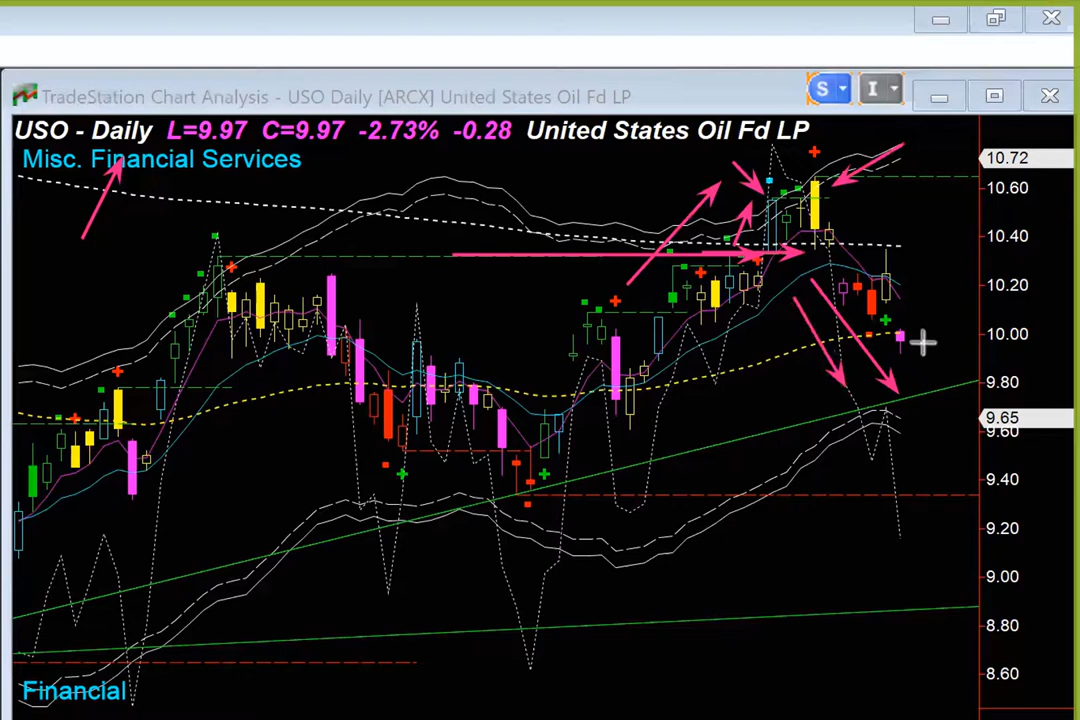 TradeStation Chart Analysis - USO Daily [ARCX] United States Oil Fd LP
S
I
USO - Daily L=9.97 C=9.97 -2.73% -0.28 United States Oil Fd LP
Misc. Financial Services
10.72
10.60
10.40
10.20
10.00
9.80
9.65
9.60
9.40
9.20
9.00
8.80
8.60
Financial